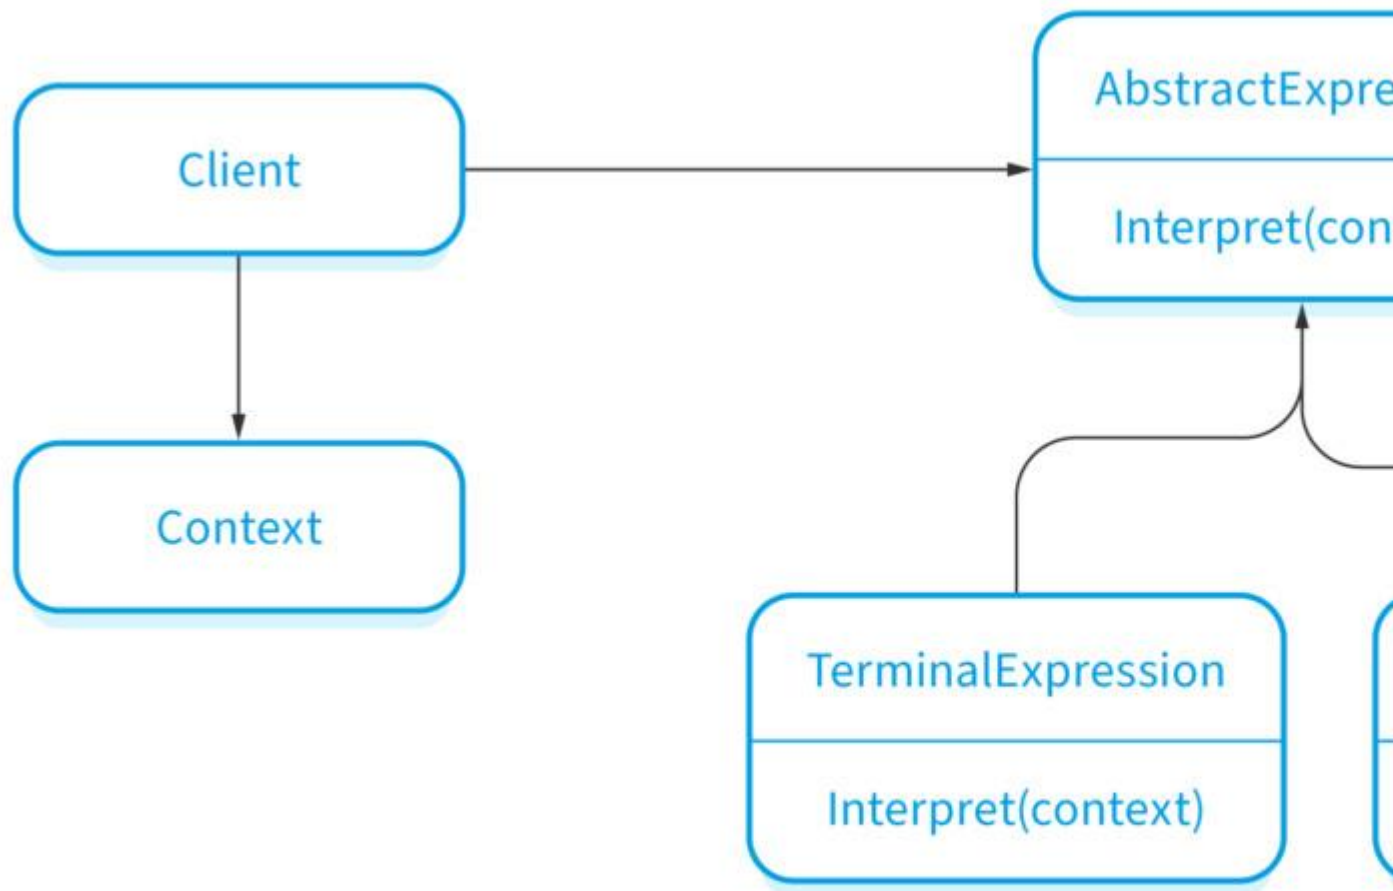 AbstractExpre
Client
Interpret(con
Context
TerminalExpression
Interpret(context)